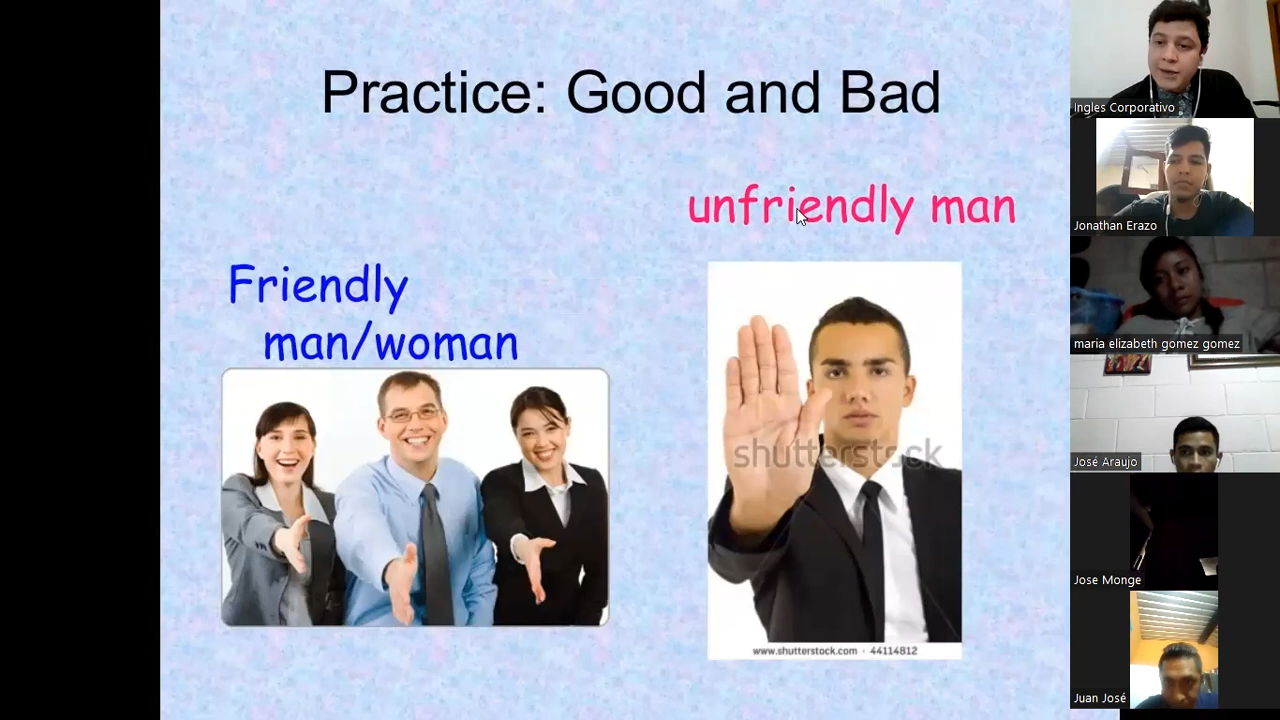 Practice: Good and Bad
unfriendly man
Friendly
man/woman
shutterstock
www.shutterstock.com · 44114812
Ingles Corporativo
Jonathan Erazo
maria elizabeth gomez gomez
José Araujo
Jose Monge
Juan José